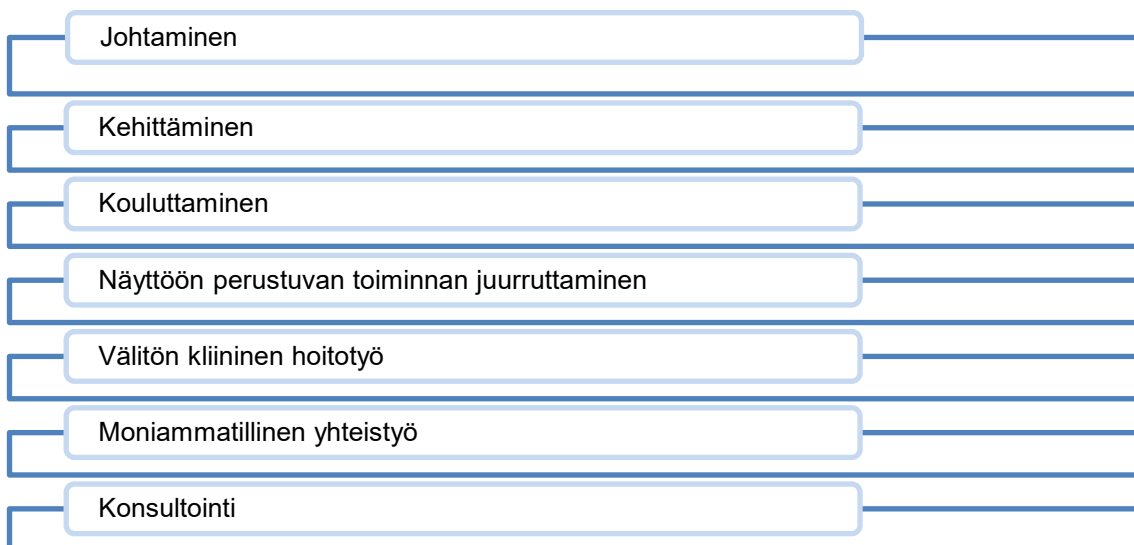 Johtaminen
Kehittäminen
Kouluttaminen
Näyttöön perustuvan toiminnan juurruttaminen
Välitön kliininen hoitotyö
Moniammatillinen yhteistyö
Konsultointi